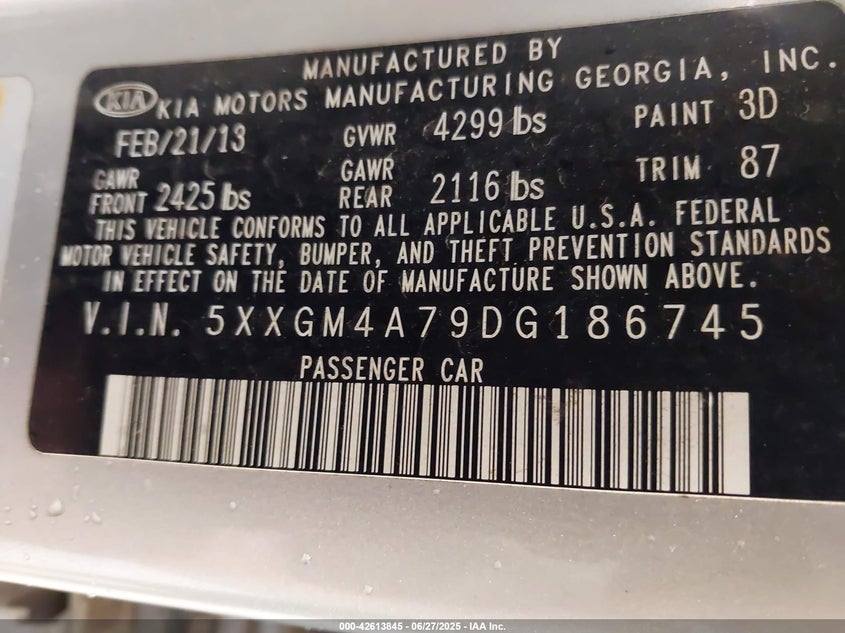 MANUFACTURED BY
KIA KIA MOTORS MANUFACTURING GEORGIA, INC.
FEB/21/13 GVWR 4299 lbs PAINT 3D
GAWR FRONT 2425 lbs GAWR REAR 2116 lbs TRIM 87
THIS VEHICLE CONFORMS TO ALL APPLICABLE U.S.A. FEDERAL
MOTOR VEHICLE SAFETY, BUMPER, AND THEFT PREVENTION STANDARDS
IN EFFECT ON THE DATE OF MANUFACTURE SHOWN ABOVE.
V.I.N. 5XXGM4A79DG186745
PASSENGER CAR
000-42613845 - 06/27/2025 - IAA Inc.